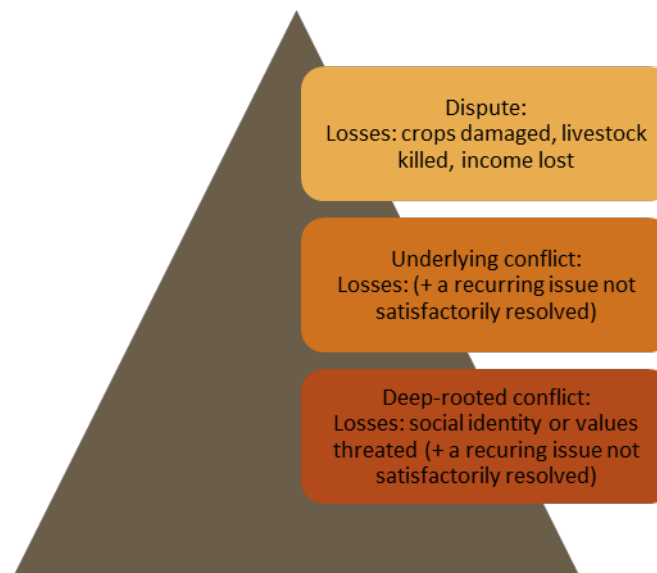 Dispute:
Losses: crops damaged, livestock
killed, income lost
Underlying conflict:
Losses: (+ a recurring issue not
satisfactorily resolved)
Deep-rooted conflict:
Losses: social identity or values
threated (+ a recuring issue not
satisfactorily resolved)